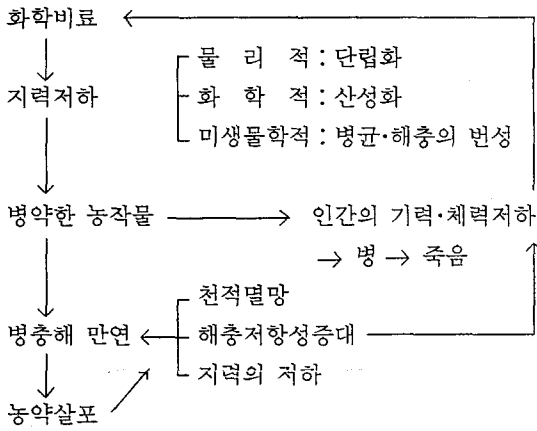 화학비료
물 리 적 : 단립화
지력저하
화 학 적 : 산성화
미생물학적 : 병균·해충의 번성
병약한 농작물
인간의 기력·체력저하
→ 병 → 죽음
천적멸망
병충해 만연
해충저항성증대
지력의 저하
농약살포